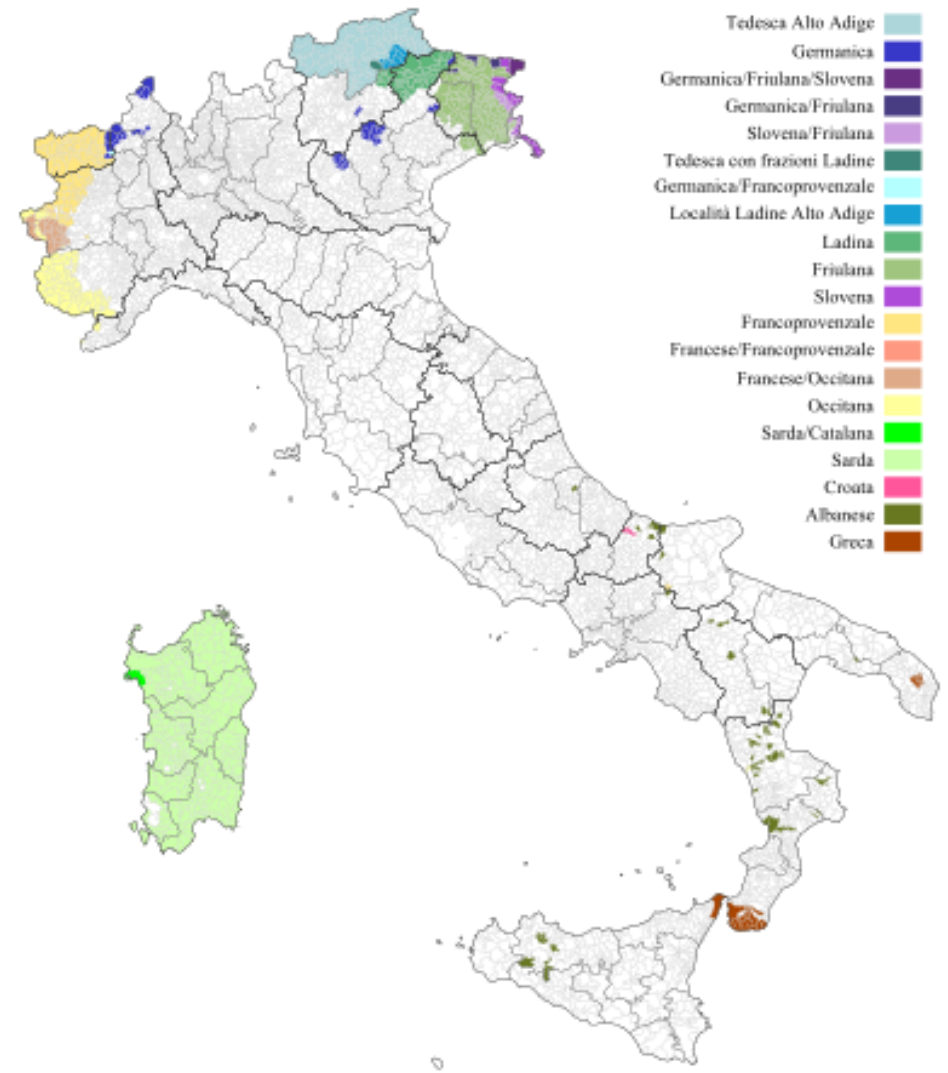 Tedesca Alto Adige
Germanica
Germanica/Friulana/Slovena
Germanica/Friulana
Slovena/Friulana
Tedesca con frazioni Ladine
Germanica/Francoprovenzale
Località Ladine Alto Adige
Ladina
Friulana
Slovena
Francoprovenzale
Francese/Francoprovenzale
Francese/Occitana
Occitana
Sarda/Catalana
Sarda
Croata
Albanese
Greca